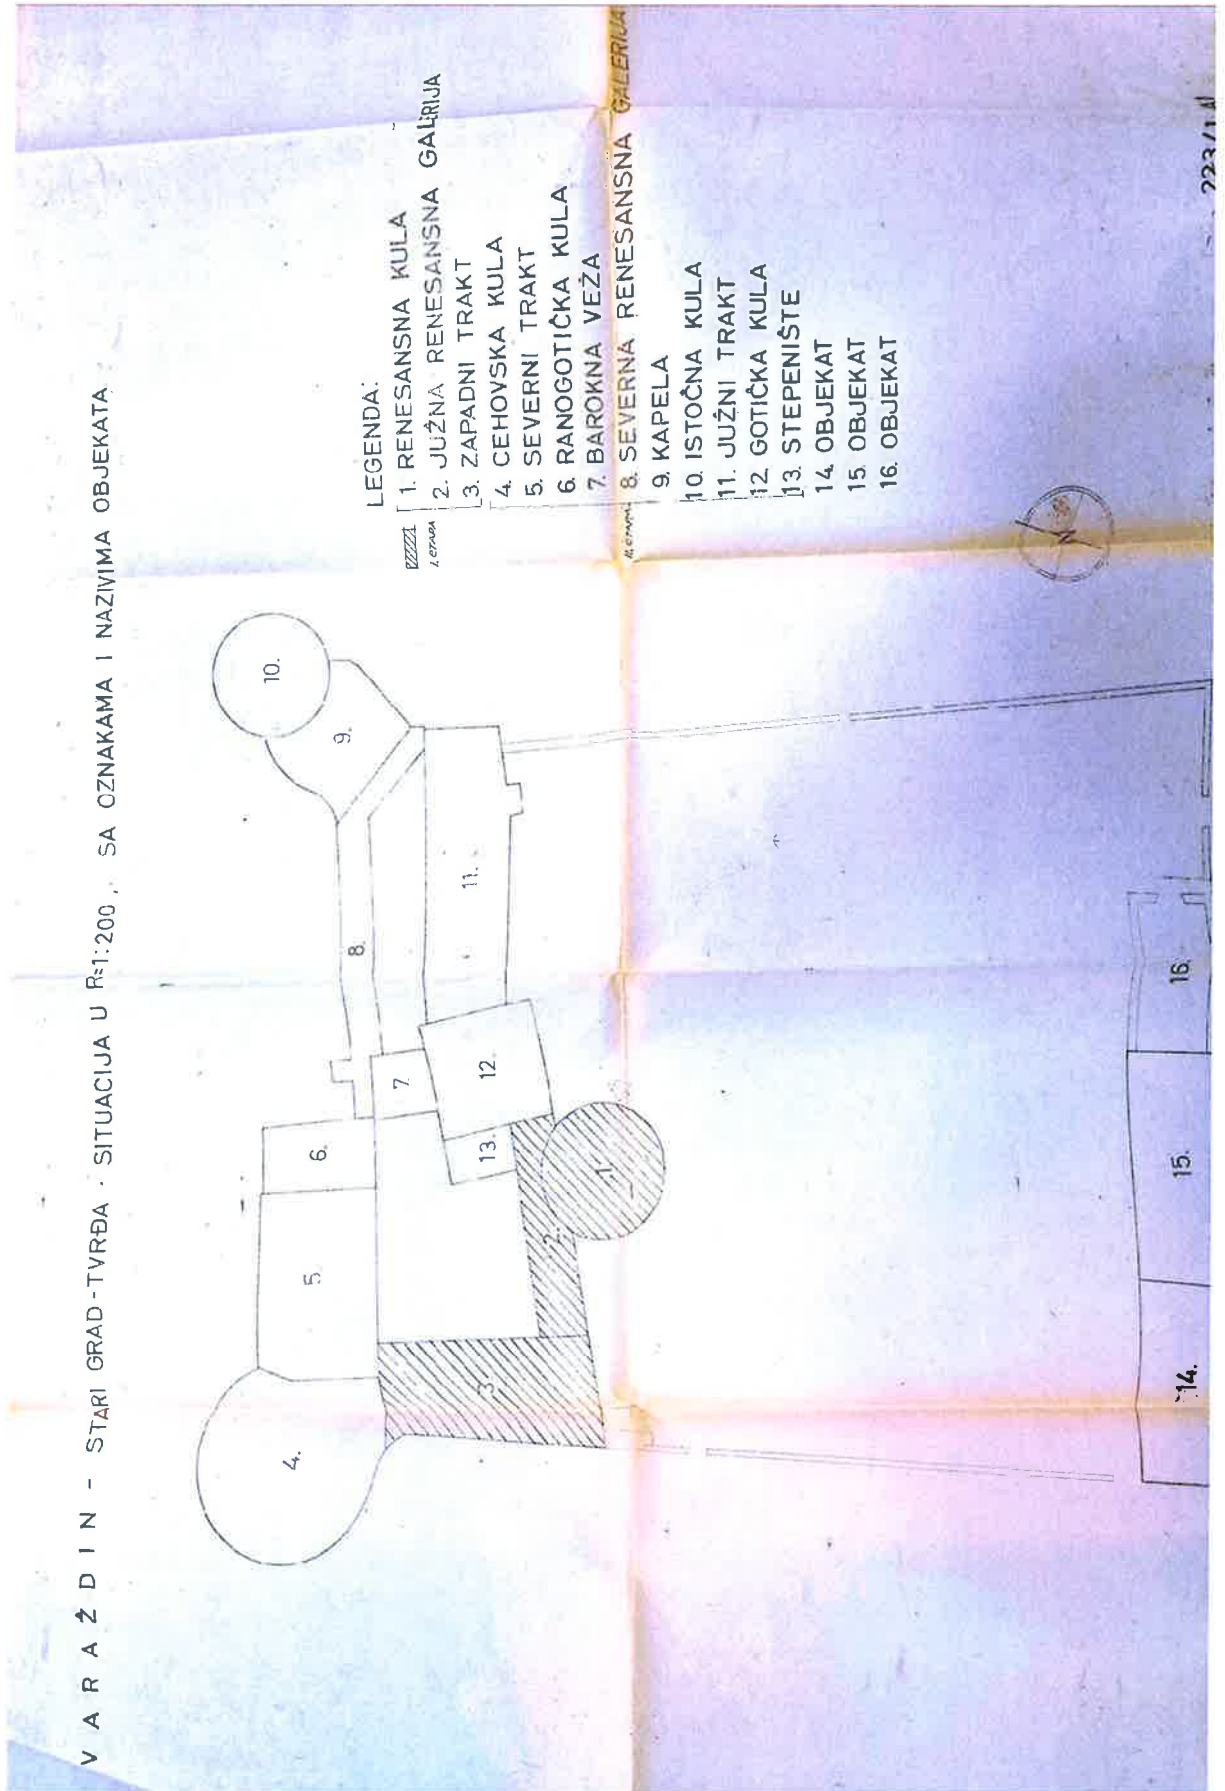 VARAŽDIN - STARI GRAD-TVRĐA · SITUACIJA U R=1:200, SA OZNAKAMA I NAZIVIMA OBJEKATA
LEGENDA:
1. RENESANSNA KULA
2. JUŽNA RENESANSNA GALERIJA
3. ZAPADNI TRAKT
4. CEHOVSKA KULA
5. SEVERNI TRAKT
6. RANOGOTIČKA KULA
7. BAROKNA VEŽA
8. SEVERNA RENESANSNA GALERIJA
9. KAPELA
10. ISTOČNA KULA
11. JUŽNI TRAKT
12. GOTIČKA KULA
13. STEPENIŠTE
14. OBJEKAT
15. OBJEKAT
16. OBJEKAT
10.
9.
8.
11.
7.
12.
6.
13.
1.
5.
2.
3.
4.
N
16.
15.
14.